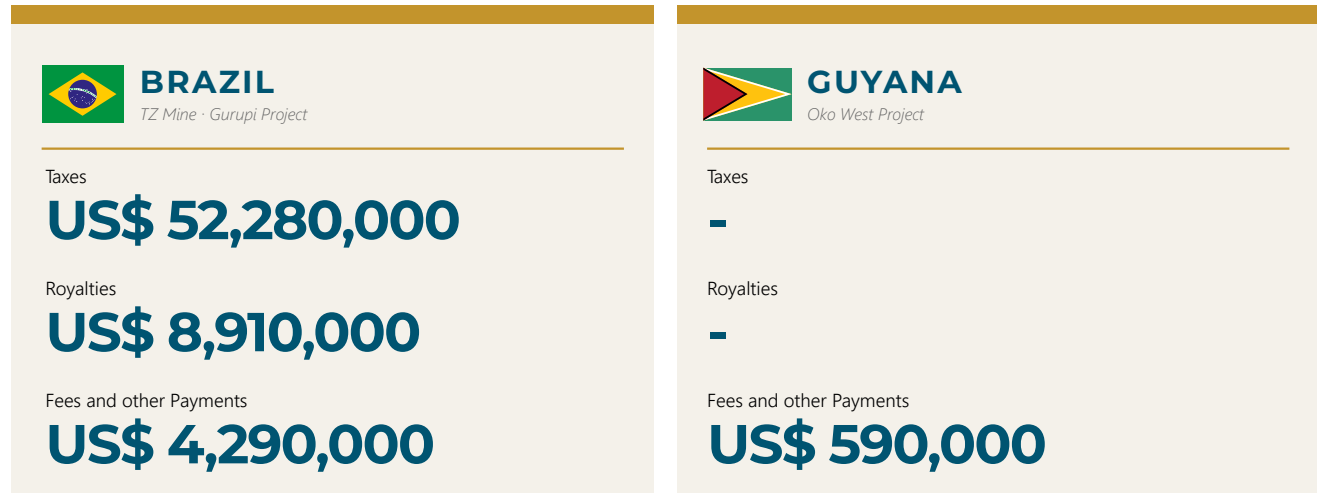 BRAZIL
TZ Mine · Gurupi Project
Taxes
US$ 52,280,000
Royalties
US$ 8,910,000
Fees and other Payments
US$ 4,290,000
GUYANA
Oko West Project
Taxes
-
Royalties
-
Fees and other Payments
US$ 590,000